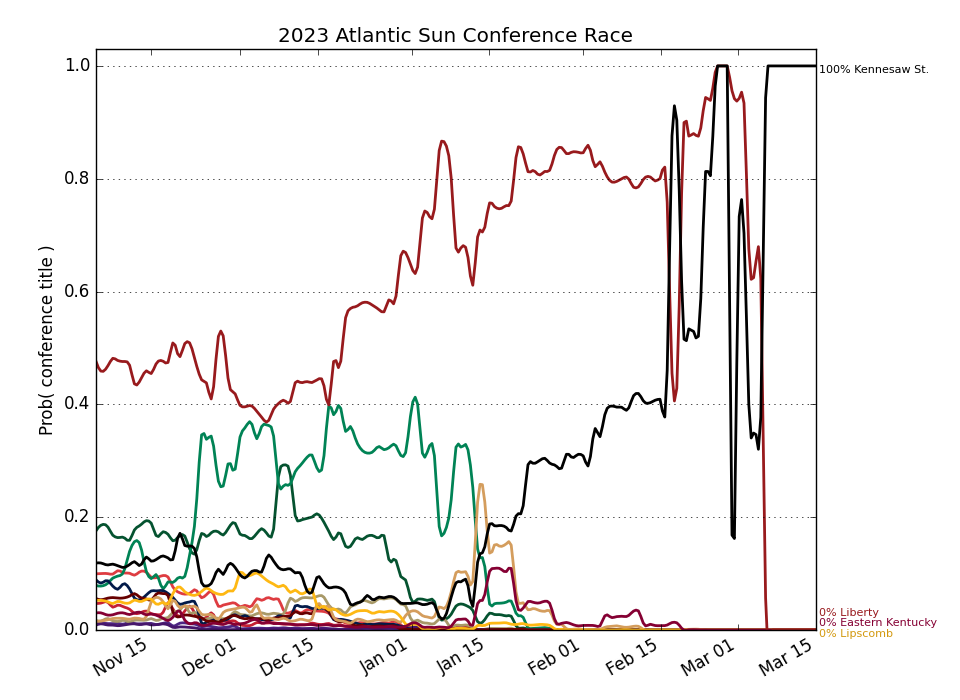 2023 Atlantic Sun Conference Race
Prob( conference title )
1.0
0.8
0.6
0.4
0.2
0.0
100% Kennesaw St.
0% Liberty
0% Eastern Kentucky
0% Lipscomb
Nov 15
Dec 01
Dec 15
Jan 01
Jan 15
Feb 01
Feb 15
Mar 01
Mar 15